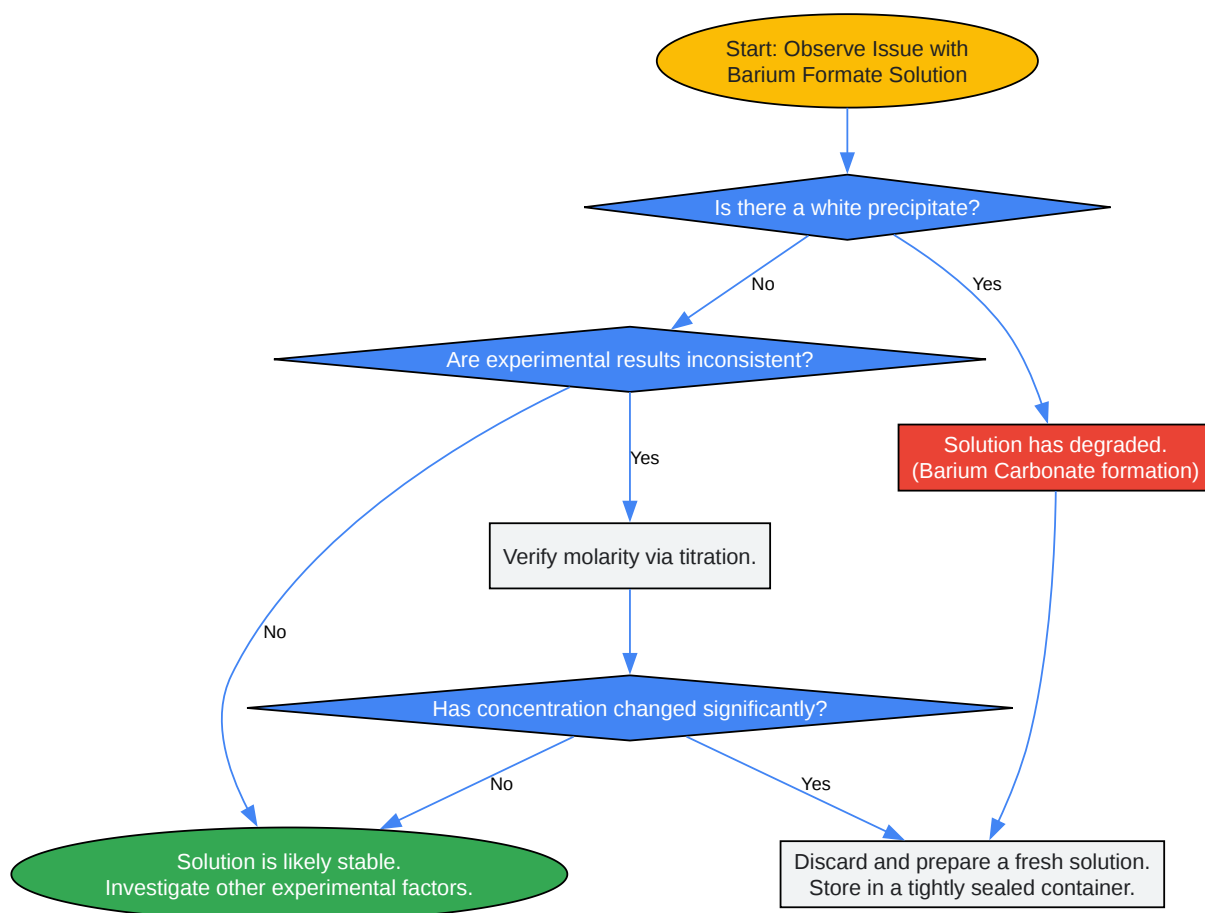 Start: Observe Issue with
Barium Formate Solution
Is there a white precipitate?
No
Yes
Are experimental results inconsistent?
Yes
Solution has degraded.
(Barium Carbonate formation)
Verify molarity via titration.
No
Has concentration changed significantly?
No
Yes
Solution is likely stable.
Investigate other experimental factors.
Discard and prepare a fresh solution.
Store in a tightly sealed container.